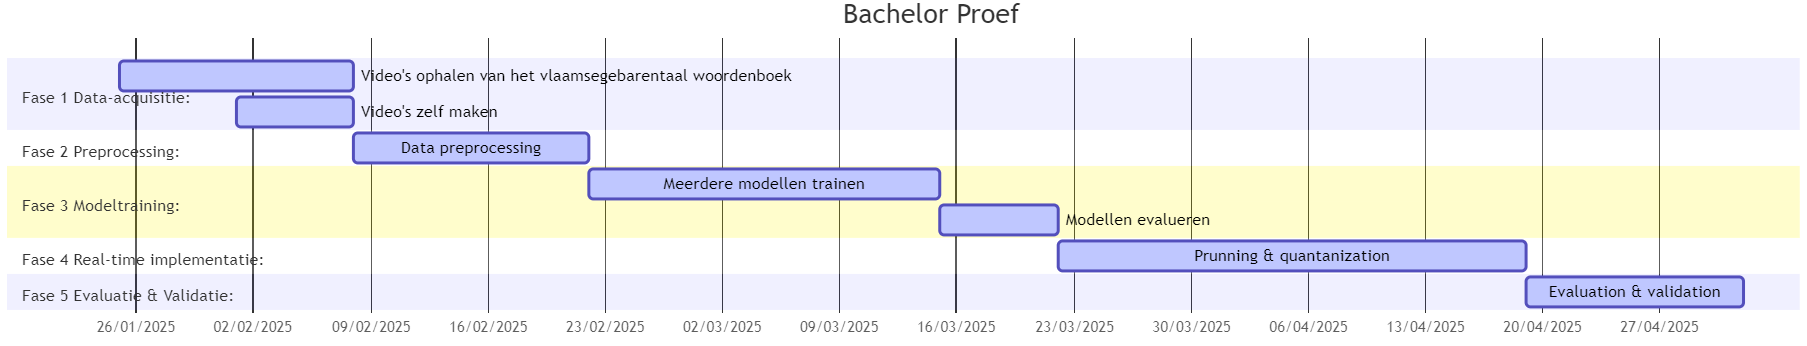 Bachelor Proef
Video's ophalen van het vlaamsegebarentaal woordenboek
Fase 1 Data-acquisitie:
Video's zelf maken
Fase 2 Preprocessing:
Data preprocessing
Meerdere modellen trainen
Fase 3 Modeltraining:
Modellen evalueren
Fase 4 Real-time implementatie:
Prunning & quantanization
Fase 5 Evaluatie & Validatie:
Evaluation & validation
26/01/2025 02/02/2025 09/02/2025 16/02/2025 23/02/2025 02/03/2025 09/03/2025 16/03/2025 23/03/2025 30/03/2025 06/04/2025 13/04/2025 20/04/2025 27/04/2025